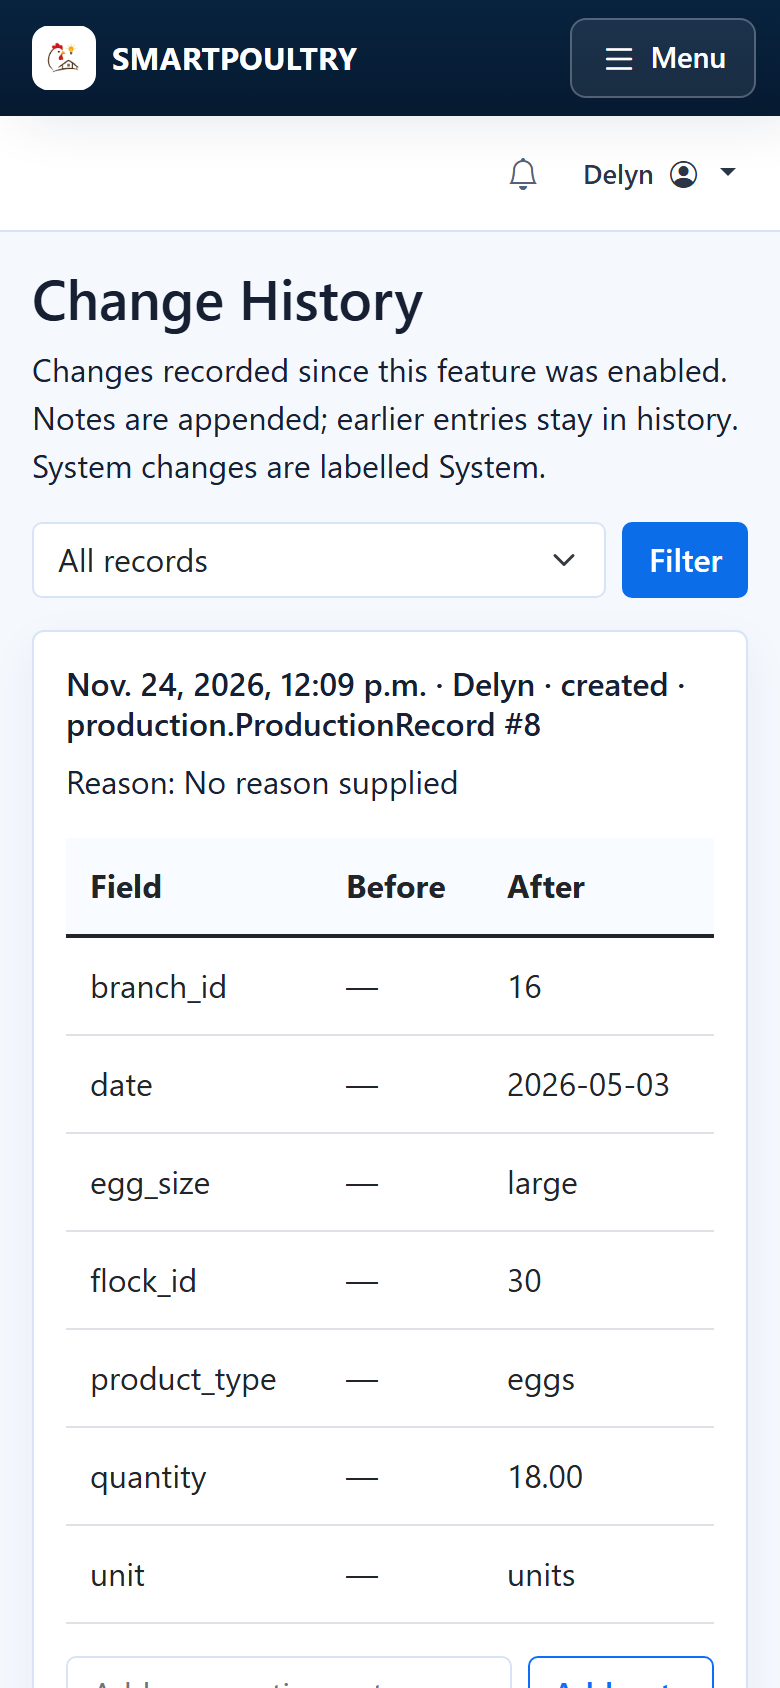 SMARTPOULTRY
Menu
Delyn
Change History
Changes recorded since this feature was enabled.
Notes are appended; earlier entries stay in history.
System changes are labelled System.
All records
Filter
Nov. 24, 2026, 12:09 p.m. · Delyn · created ·
production.ProductionRecord #8
Reason: No reason supplied
Field Before After
branch_id — 16
date — 2026-05-03
egg_size — large
flock_id — 30
product_type — eggs
quantity — 18.00
unit — units